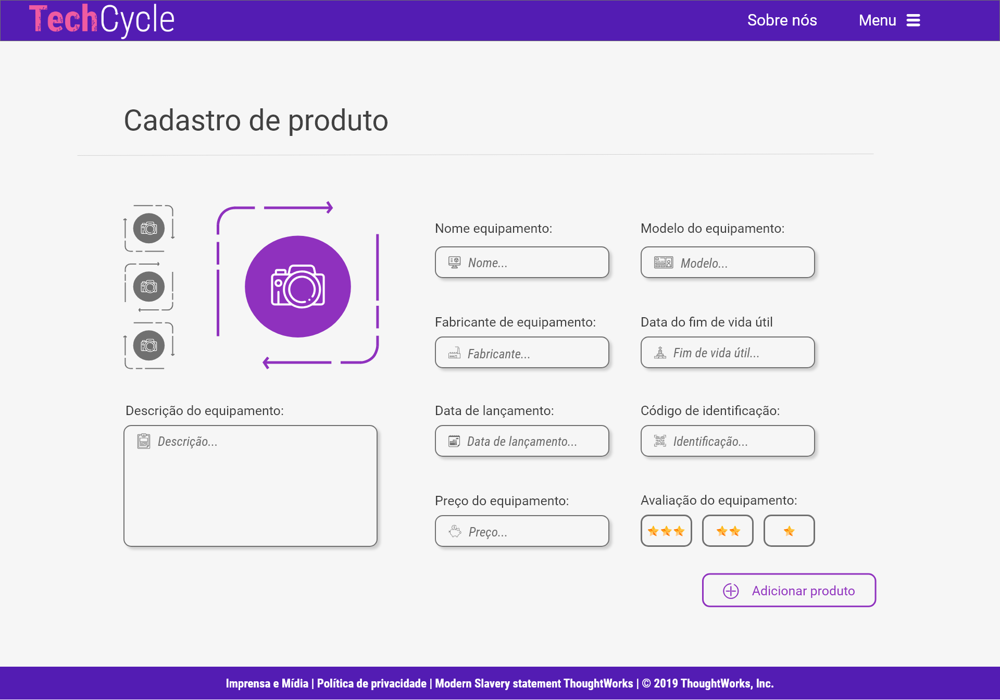 TechCycle
Sobre nós
Menu
Cadastro de produto
Nome equipamento:
Modelo do equipamento:
Nome...
Modelo...
Fabricante de equipamento:
Data do fim de vida útil
Fabricante...
Fim de vida útil...
Descrição do equipamento:
Data de lançamento:
Código de identificação:
Descrição...
Data de lançamento...
Identificação...
Preço do equipamento:
Avaliação do equipamento:
Preço...
Adicionar produto
Imprensa e Mídia | Política de privacidade | Modern Slavery statement ThoughtWorks | © 2019 ThoughtWorks, Inc.